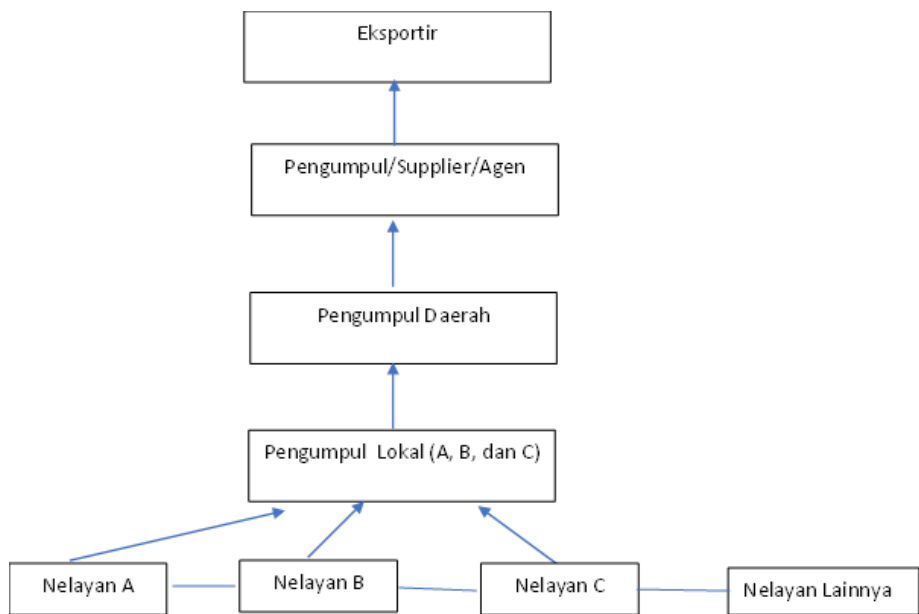 Eksportir
Pengumpul/Supplier/Agen
Pengumpul Daerah
Pengumpul Lokal (A, B, dan C)
Nelayan A
Nelayan B
Nelayan C
Nelayan Lainnya